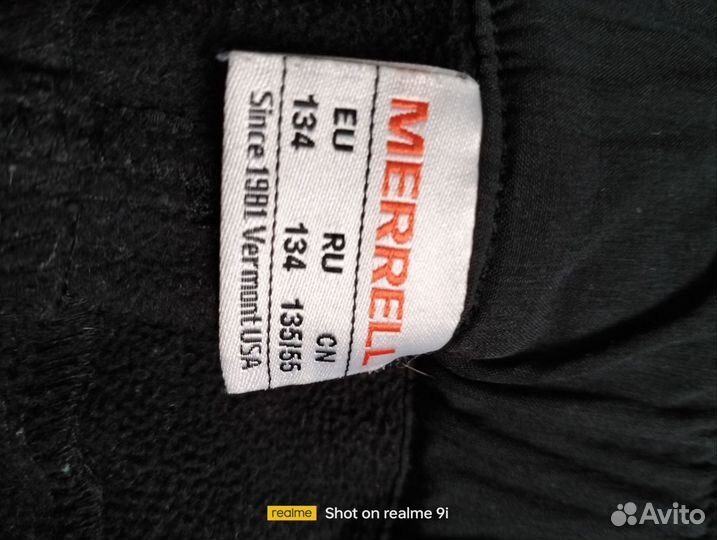 MERRELL
EU RU CN
134 134 135/55
Since 1981 Vermont USA
realme Shot on realme 9i
Avito